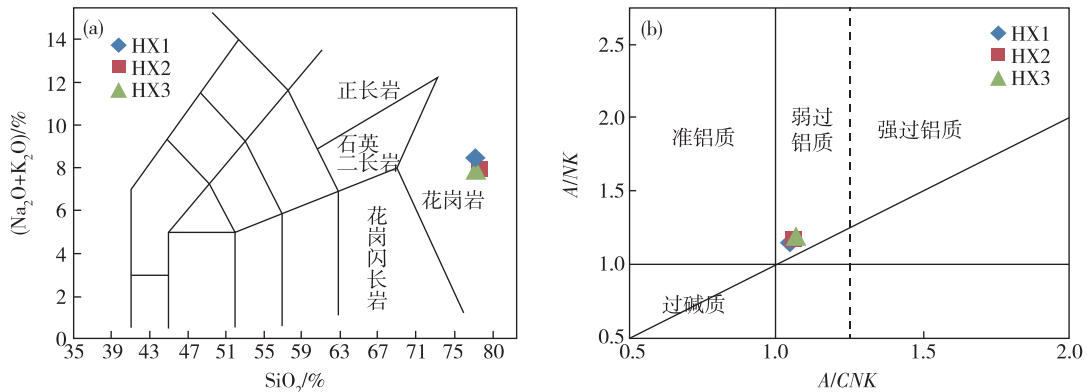 (a)
HX1
HX2
HX3
正长岩
石英
二长岩
花岗岩
花
岗
闪
长
岩
(Na₂O+K₂O)/%
14
12
10
8
6
4
2
0
35 39 43 47 51 53 59 63 67 71 75 80
SiO₂/%
(b)
HX1
HX2
HX3
准铝质
弱过
铝质
强过铝质
过碱质
A/NK
2.5
2.0
1.5
1.0
0.5
0.5 1.0 1.5 2.0
A/CNK